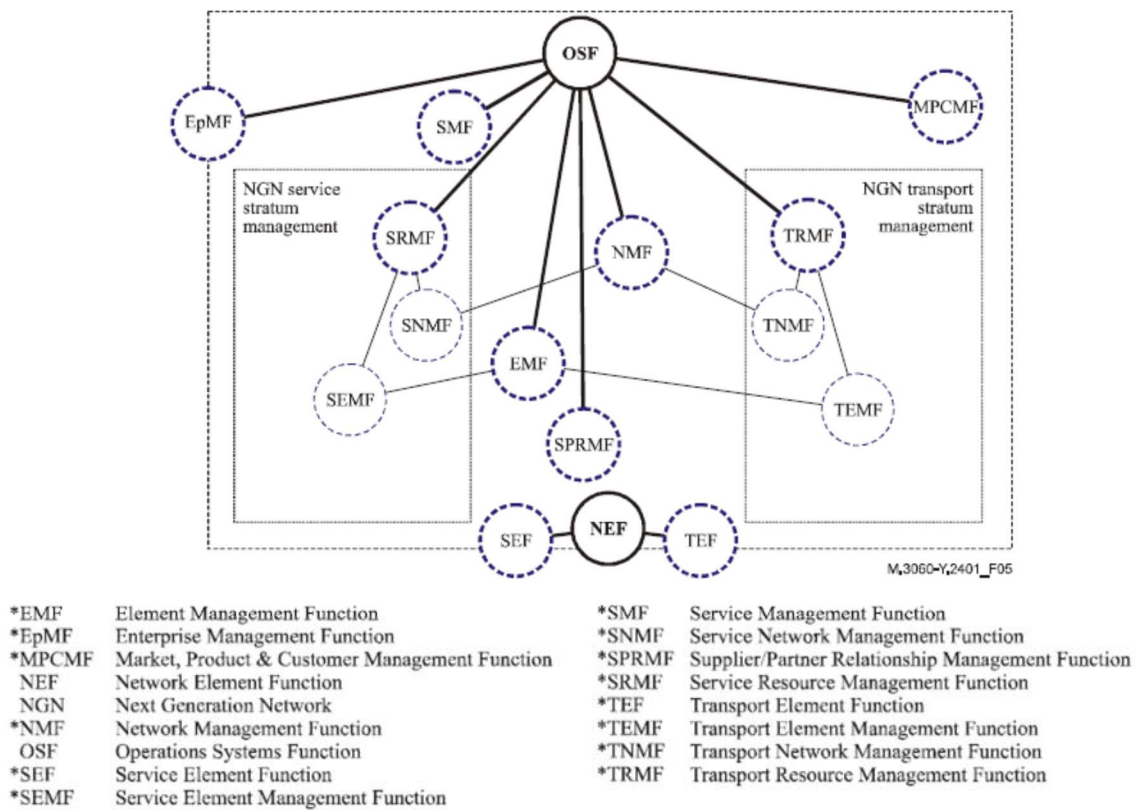 OSF
EpMF
SMF
MPCMF
NGN service
stratum
management
NGN transport
stratum
management
SRMF
NMF
TRMF
SNMF
TNMF
EMF
SEMF
TEMF
SPRMF
SEF
NEF
TEF
M.3060-Y.2401_F05
*EMF Element Management Function
*EpMF Enterprise Management Function
*MPCMF Market, Product & Customer Management Function
NEF Network Element Function
NGN Next Generation Network
*NMF Network Management Function
OSF Operations Systems Function
*SEF Service Element Function
*SEMF Service Element Management Function
*SMF Service Management Function
*SNMF Service Network Management Function
*SPRMF Supplier/Partner Relationship Management Function
*SRMF Service Resource Management Function
*TEF Transport Element Function
*TEMF Transport Element Management Function
*TNMF Transport Network Management Function
*TRMF Transport Resource Management Function